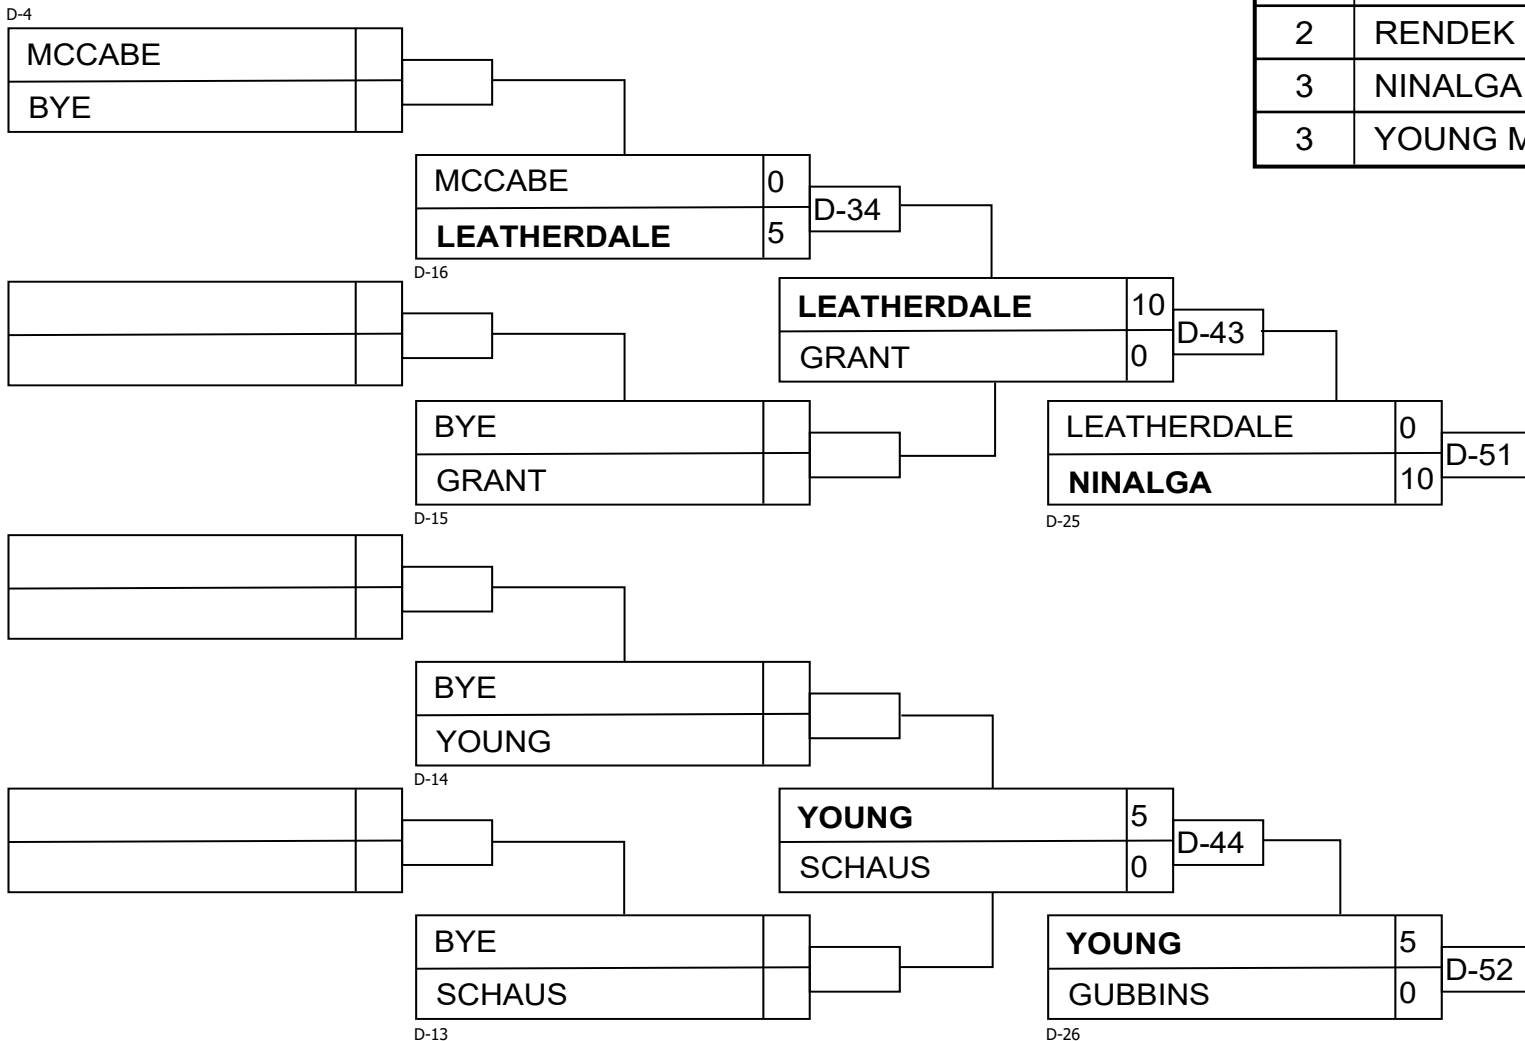 D-4
2 RENDEK
3 NINALGA
3 YOUNG
MCCABE
BYE
MCCABE 0
LEATHERDALE 5
D-34
D-16
LEATHERDALE 10
GRANT 0
D-43
BYE
GRANT
D-15
LEATHERDALE 0
NINALGA 10
D-51
D-25
BYE
YOUNG
D-14
YOUNG 5
SCHAUS 0
D-44
BYE
SCHAUS
D-13
YOUNG 5
GUBBINS 0
D-52
D-26